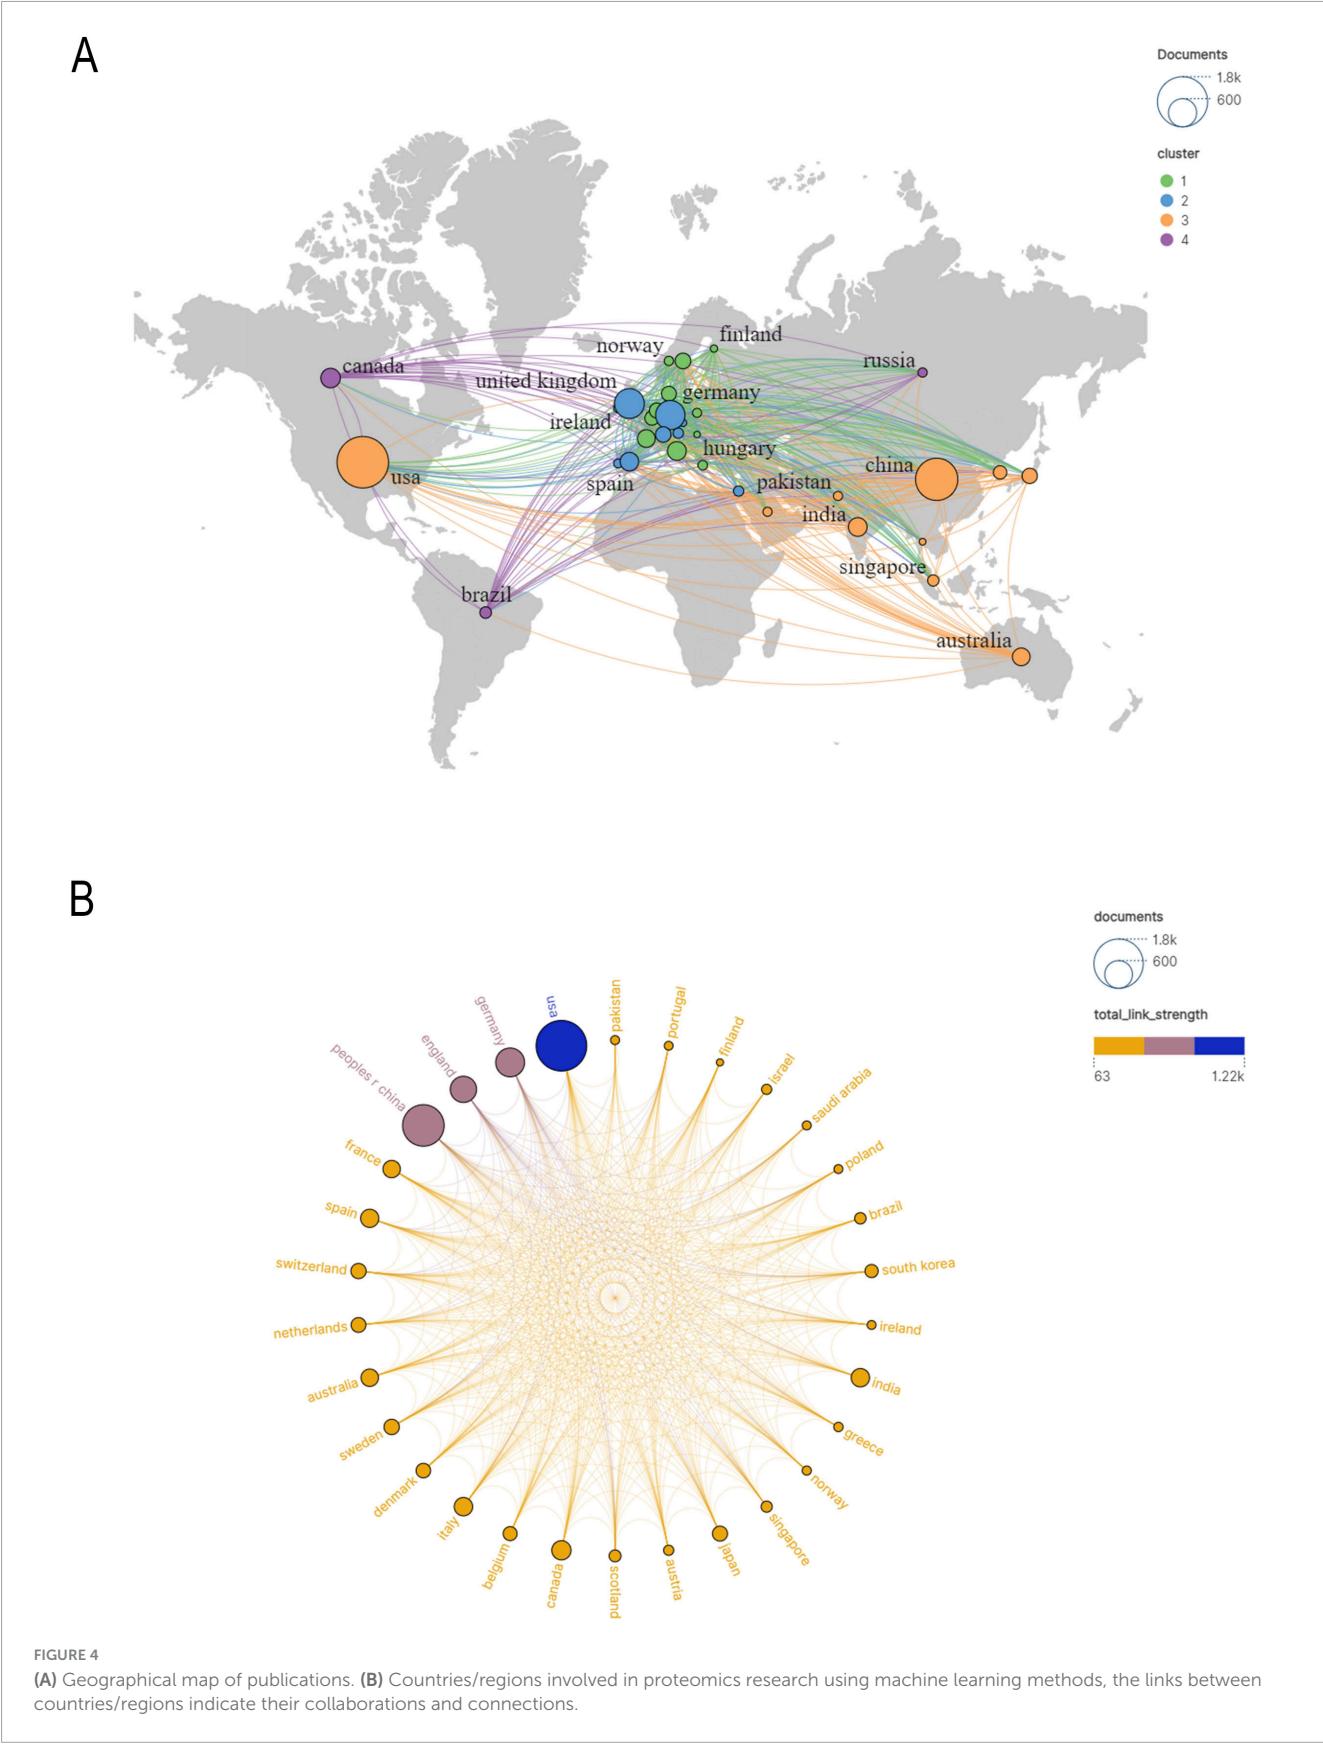 A
Documents
1.8k
600
cluster
1
2
3
4
finland
norway
russia
canada
united kingdom
germany
ireland
hungary
china
usa
spain
pakistan
india
singapore
brazil
australia
B
documents
1.8k
600
total_link_strength
63
1.22k
usa
pakistan
portugal
finland
israel
saudi arabia
poland
brazil
south korea
ireland
india
greece
norway
singapore
japan
austria
scotland
canada
belgium
italy
denmark
sweden
australia
netherlands
switzerland
spain
france
peoples r china
england
germany
FIGURE 4
(A) Geographical map of publications. (B) Countries/regions involved in proteomics research using machine learning methods, the links between
countries/regions indicate their collaborations and connections.